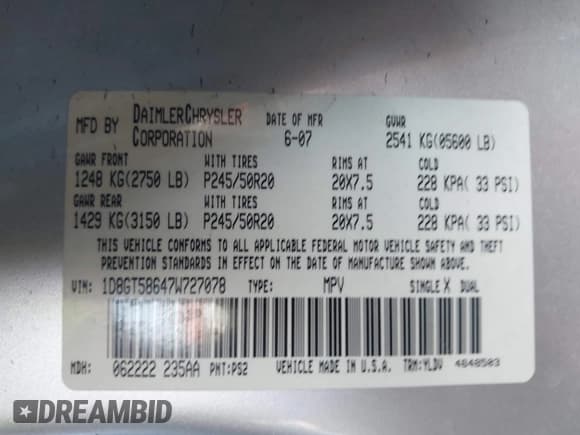 MFD BY DAIMLERCHRYSLER CORPORATION DATE OF MFR 6-07 GVWR 2541 KG(05600 LB)
GAWR FRONT WITH TIRES RIMS AT COLD
1248 KG(2750 LB) P245/50R20 20X7.5 228 KPA( 33 PSI)
GAWR REAR WITH TIRES RIMS AT COLD
1429 KG(3150 LB) P245/50R20 20X7.5 228 KPA( 33 PSI)
THIS VEHICLE CONFORMS TO ALL APPLICABLE FEDERAL MOTOR VEHICLE SAFETY AND THEFT
PREVENTION STANDARDS IN EFFECT ON THE DATE OF MANUFACTURE SHOWN ABOVE.
VIN: 1D8GT58647W727078 TYPE: MPV SINGLE X DUAL
MDH: 062222 235AA PNT:PS2 VEHICLE MADE IN U.S.A. TRM:YLDV 4648503
DREAMBID